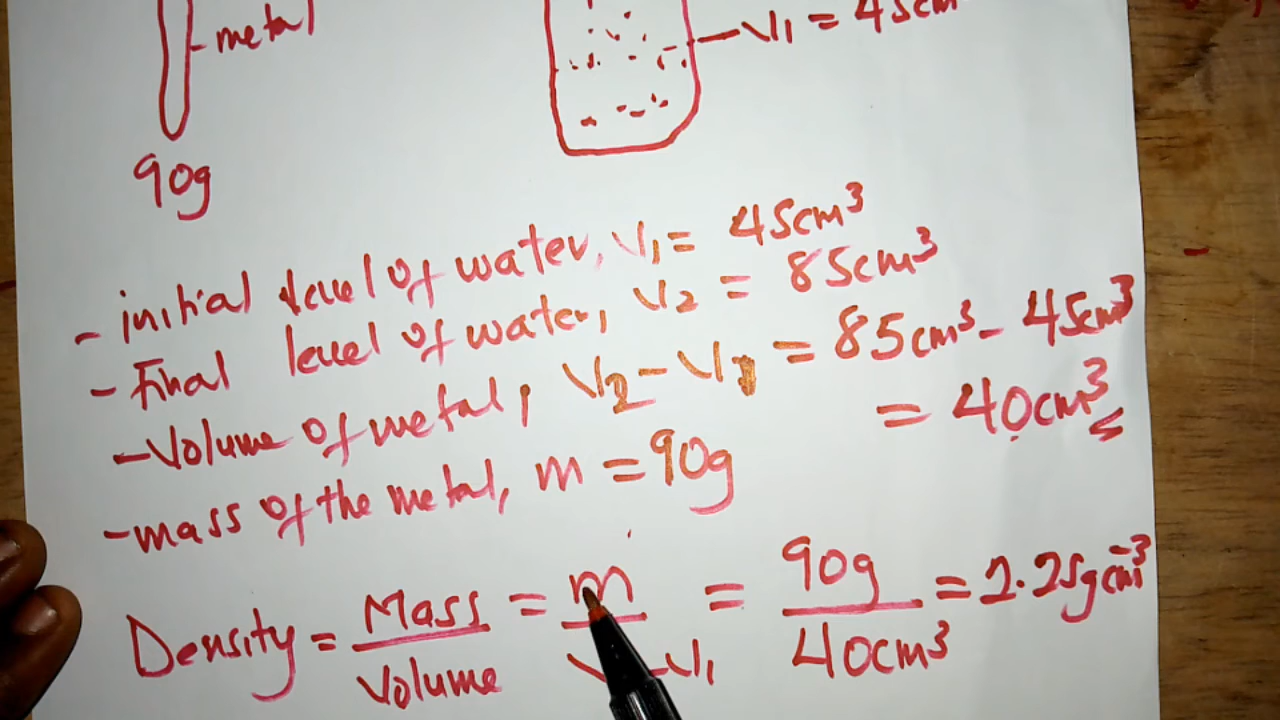 metal
V₁ = 45cm
90g
- initial level of water, V₁ = 45cm³
- Final level of water, V₂ = 85cm³
- Volume of metal, V₂ - V₁ = 85cm³ - 45cm³
= 40cm³
- mass of the metal, m = 90g
Density = Mass/Volume = m/V - V₁ = 90g/40cm³ = 2.25gcm⁻³